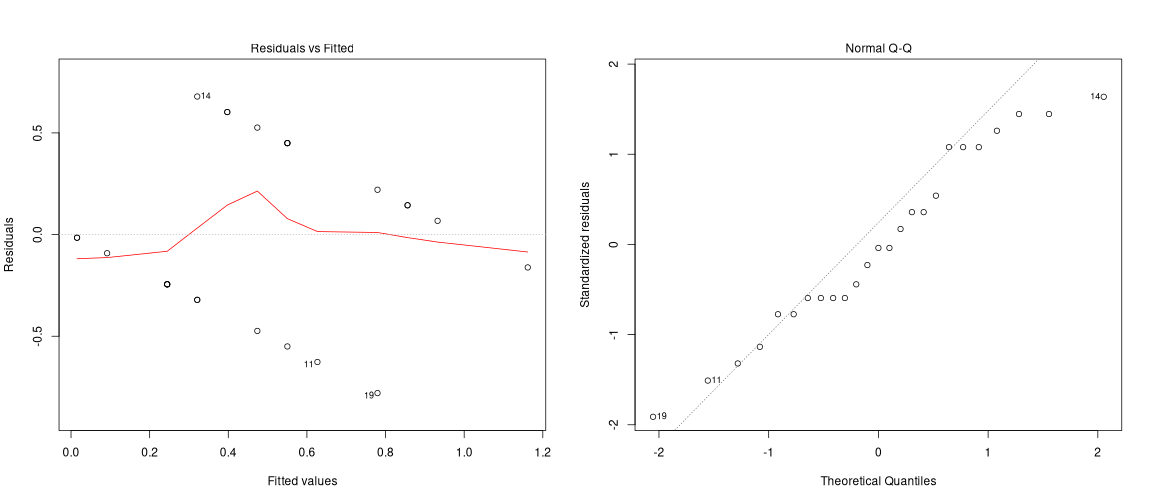 Residuals vs Fitted
Residuals
0.5
0.0
-0.5
14
11
19
0.0 0.2 0.4 0.6 0.8 1.0 1.2
Fitted values
Normal Q-Q
Standardized residuals
2
1
0
-1
-2
14
11
19
-2 -1 0 1 2
Theoretical Quantiles